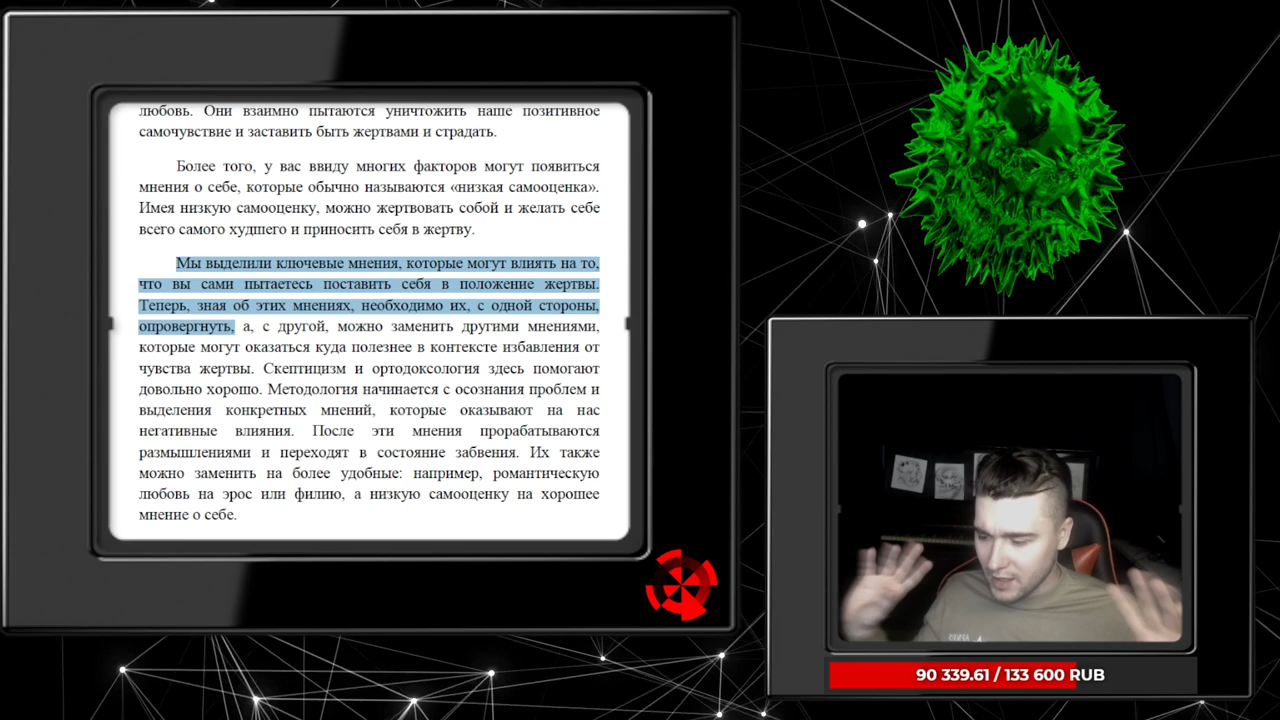 любовь. Они взаимно пытаются уничтожить наше позитивное
самочувствие и заставить быть жертвами и страдать.
Более того, у вас ввиду многих факторов могут появиться
мнения о себе, которые обычно называются «низкая самооценка».
Имея низкую самооценку, можно жертвовать собой и желать себе
всего самого худшего и приносить себя в жертву.
Мы выделили ключевые мнения, которые могут влиять на то,
что вы сами пытаетесь поставить себя в положение жертвы.
Теперь, зная об этих мнениях, необходимо их, с одной стороны,
опровергнуть, а, с другой, можно заменить другими мнениями,
которые могут оказаться куда полезнее в контексте избавления от
чувства жертвы. Скептицизм и ортодоксология здесь помогают
довольно хорошо. Методология начинается с осознания проблем и
выделения конкретных мнений, которые оказывают на нас
негативные влияния. После эти мнения прорабатываются
размышлениями и переходят в состояние забвения. Их также
можно заменить на более удобные: например, романтическую
любовь на эрос или филию, а низкую самооценку на хорошее
мнение о себе.
90 339.61 / 133 600 RUB